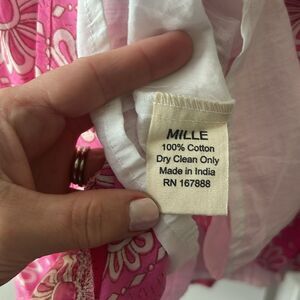 MILLE
100% Cotton
Dry Clean Only
Made in India
RN 167888